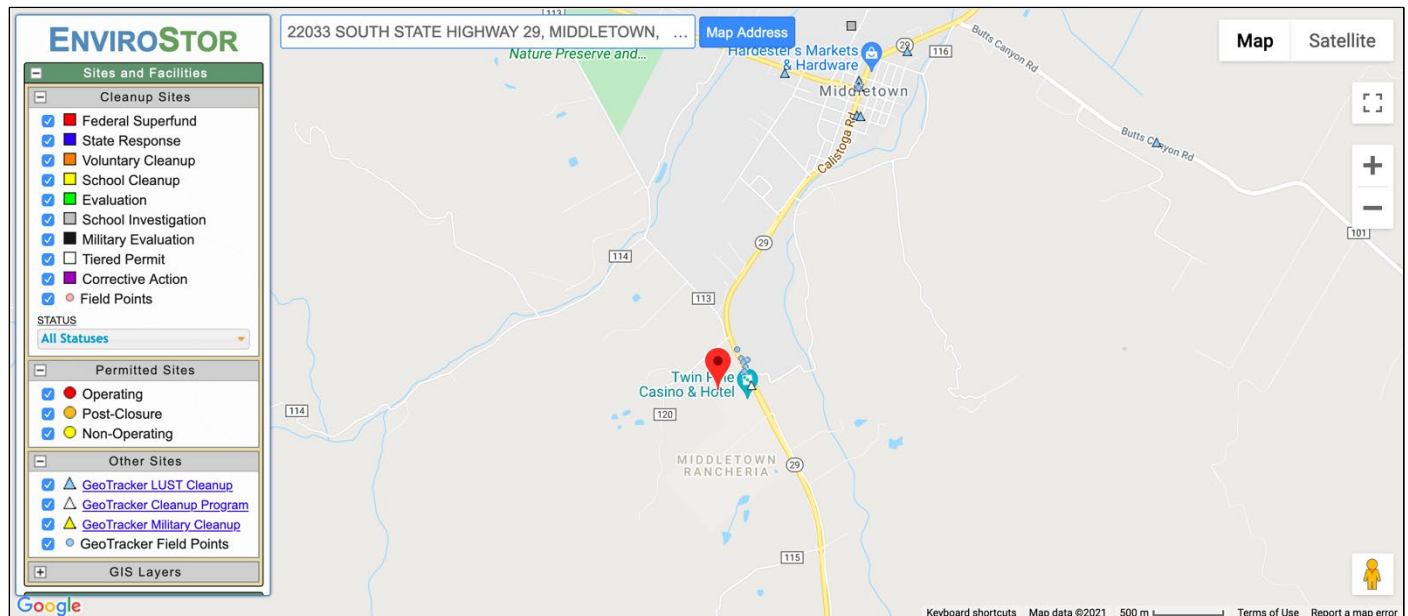 ENVIROSTOR
Sites and Facilities
Cleanup Sites
Federal Superfund
State Response
Voluntary Cleanup
School Cleanup
Evaluation
School Investigation
Military Evaluation
Tiered Permit
Corrective Action
Field Points
STATUS
All Statuses
Permitted Sites
Operating
Post-Closure
Non-Operating
Other Sites
GeoTracker LUST Cleanup
GeoTracker Cleanup Program
GeoTracker Military Cleanup
GeoTracker Field Points
GIS Layers
Google
22033 SOUTH STATE HIGHWAY 29, MIDDLETOWN, ...
Map Address
Map
Satellite
113
Nature Preserve and...
Hardester's Markets
& Hardware
29
116
Butts Canyon Rd
Middletown
Calistoga Rd
Butts Canyon Rd
101
29
114
113
Twin Pine
Casino & Hotel
114
120
MIDDLETOWN
RANCHERIA
29
115
Keyboard shortcuts
Map data ©2021
500 m
Terms of Use
Report a map error